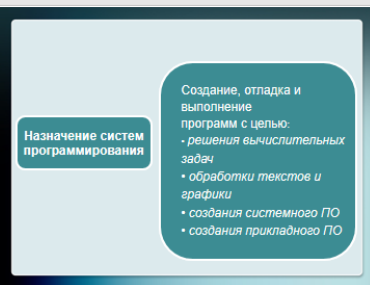 Назначение систем
программирования
Создание, отладка и
выполнение
программ с целью:
- решения вычислительных
задач
• обработки текстов и
графики
• создания системного ПО
• создания прикладного ПО